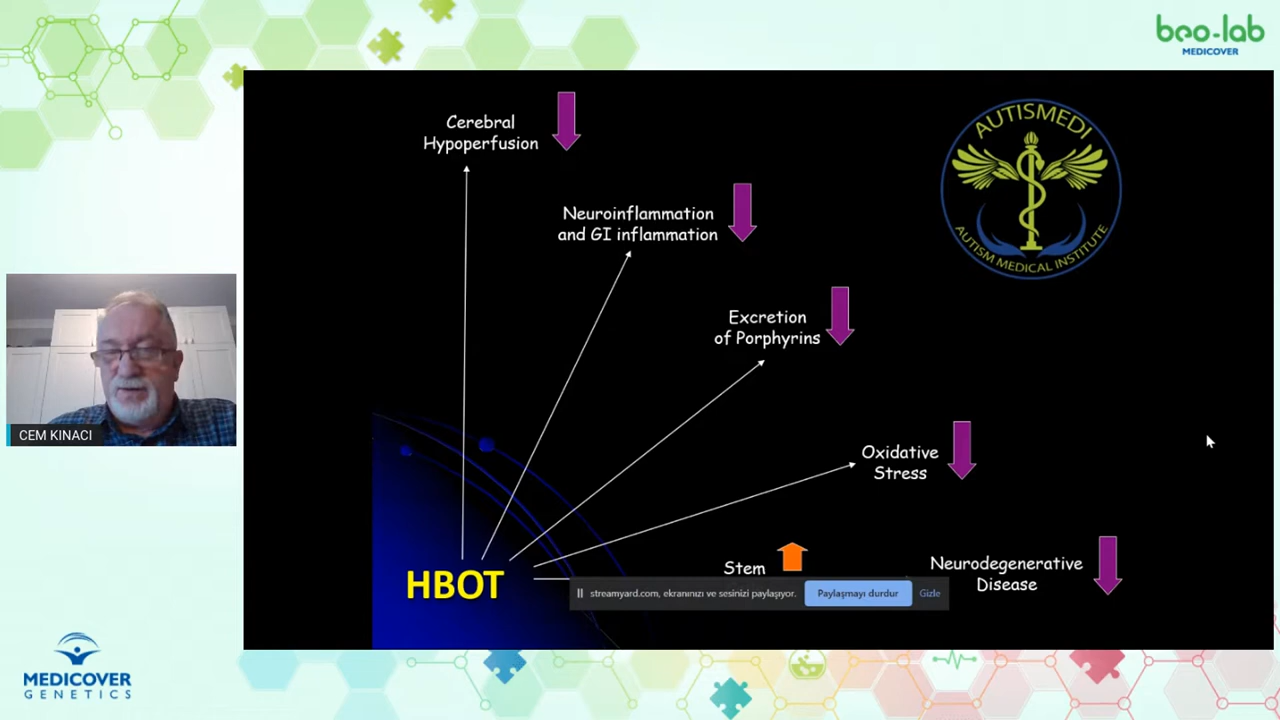 beo-lab
MEDICOVER
AUTISMEDI
AUTISM MEDICAL INSTITUTE
Cerebral
Hypoperfusion
Neuroinflammation
and GI inflammation
Excretion
of Porphyrins
Oxidative
Stress
Stem
Neurodegenerative
Disease
HBOT
streamyard.com, ekranınızı ve sesinizi paylaşıyor.
Paylaşmayı durdur
Gizle
CEM KINACI
MEDICOVER
GENETICS